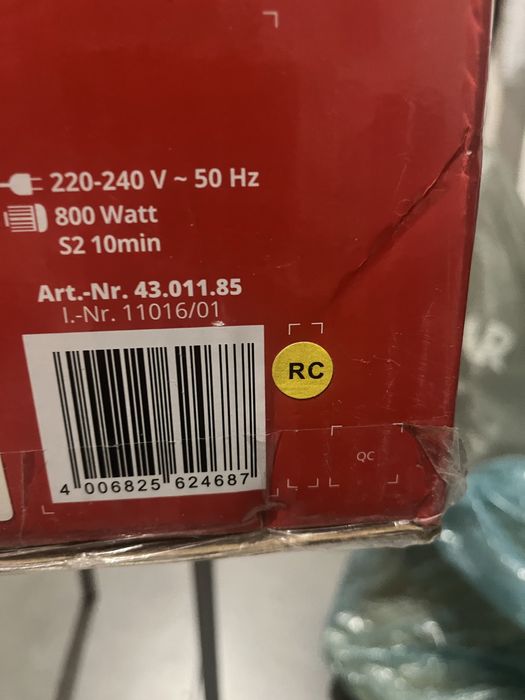 220-240 V ~ 50 Hz
800 Watt
S2 10min
Art.-Nr. 43.011.85
I.-Nr. 11016/01
RC
QC
4 006825 624687